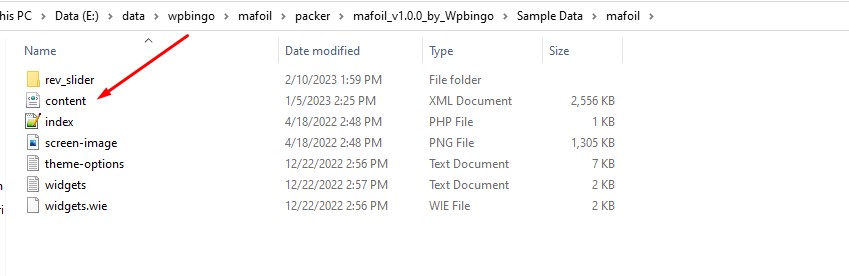 his PC > Data (E:) > data > wpbingo > mafoil > packer > mafoil_v1.0.0_by_Wpbingo > Sample Data > mafoil >
Name Date modified Type Size
rev_slider 2/10/2023 1:59 PM File folder
content 1/5/2023 2:25 PM XML Document 2,556 KB
index 4/18/2022 2:48 PM PHP File 1 KB
screen-image 4/18/2022 2:48 PM PNG File 1,305 KB
theme-options 12/22/2022 2:56 PM Text Document 7 KB
widgets 12/22/2022 2:57 PM Text Document 2 KB
widgets.wie 12/22/2022 2:56 PM WIE File 2 KB